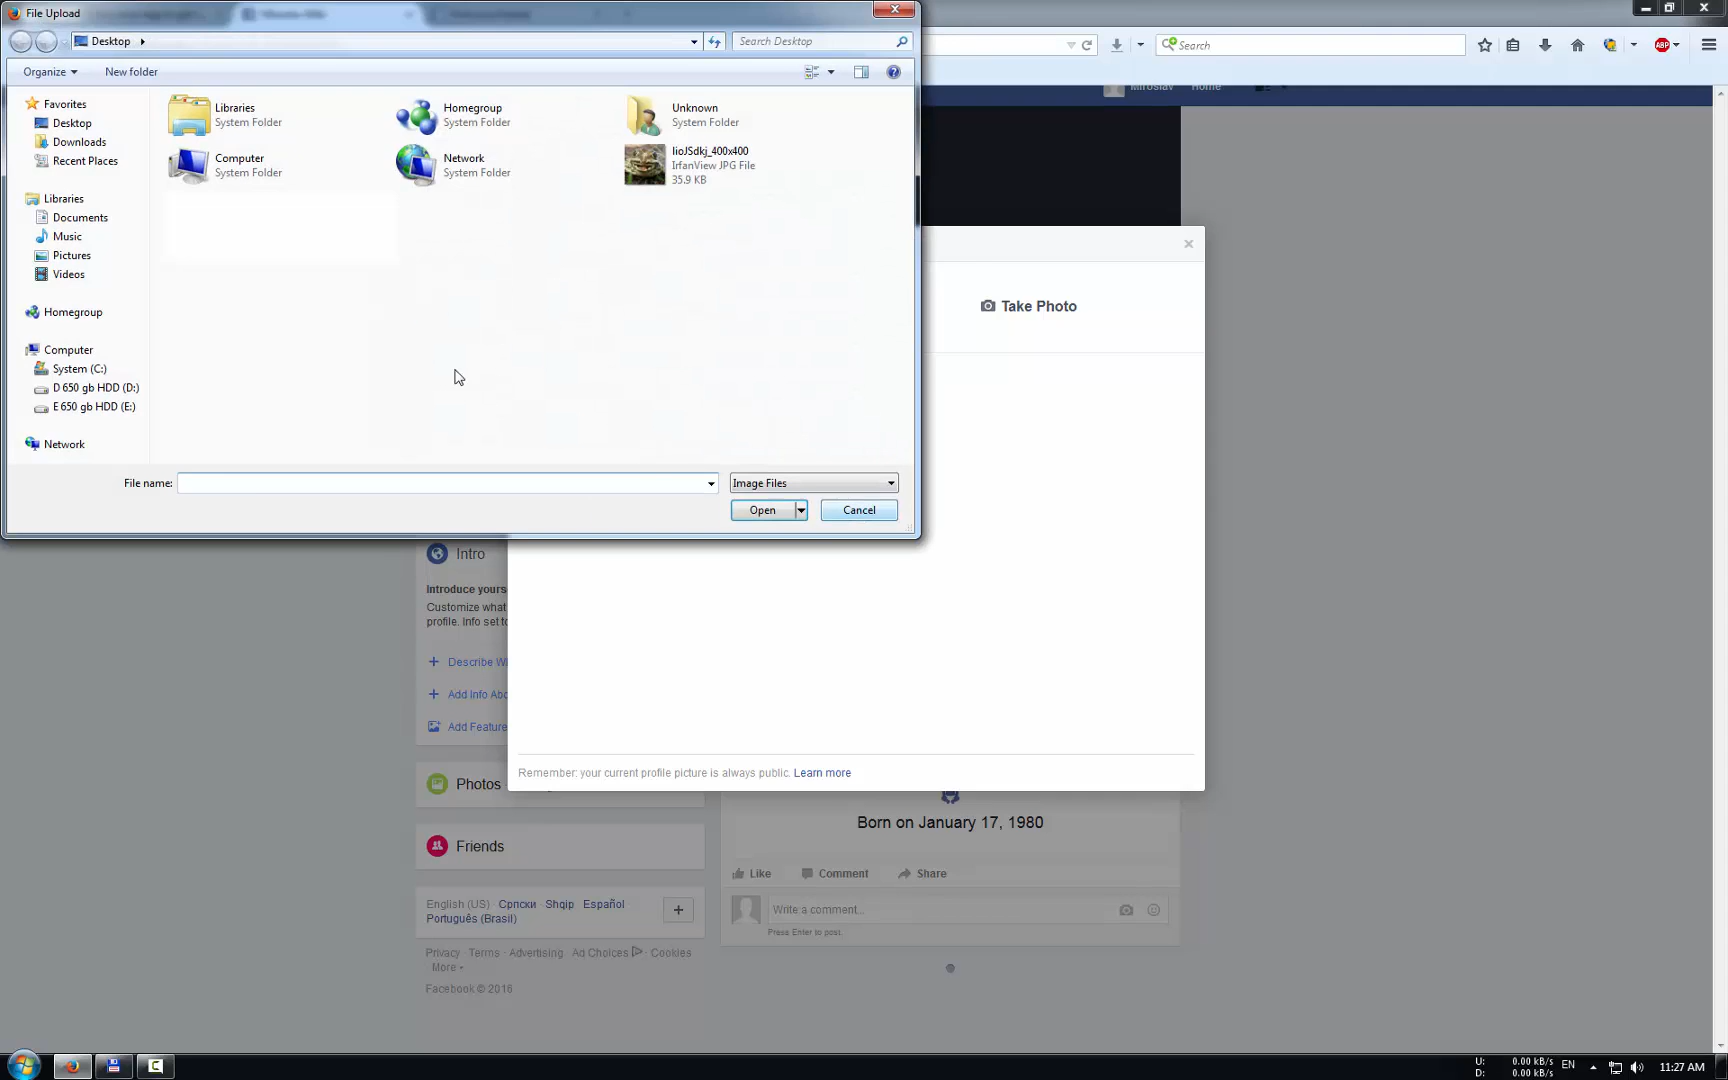 File Upload
Desktop
Search Desktop
Search
Organize
New folder
Miroslav
Home
Favorites
Desktop
Downloads
Recent Places
Libraries
Documents
Music
Pictures
Videos
Homegroup
Computer
System (C:)
D 650 gb HDD (D:)
E 650 gb HDD (E:)
Network
Libraries
System Folder
Homegroup
System Folder
Unknown
System Folder
Computer
System Folder
Network
System Folder
IioJSdkj_400x400
IrfanView JPG File
35.9 KB
File name:
Image Files
Open
Cancel
Take Photo
Intro
Introduce yours
Customize what
profile. Info set to
Describe W
Add Info Abo
Add Feature
Remember: your current profile picture is always public. Learn more
Photos
Born on January 17, 1980
Friends
Like
Comment
Share
English (US) · Српски · Shqip · Español
Português (Brasil)
Write a comment...
Press Enter to post.
Privacy · Terms · Advertising · Ad Choices · Cookies
More
Facebook © 2016
ABP
U: 0.00 kB/s
D: 0.00 kB/s
EN
11:27 AM